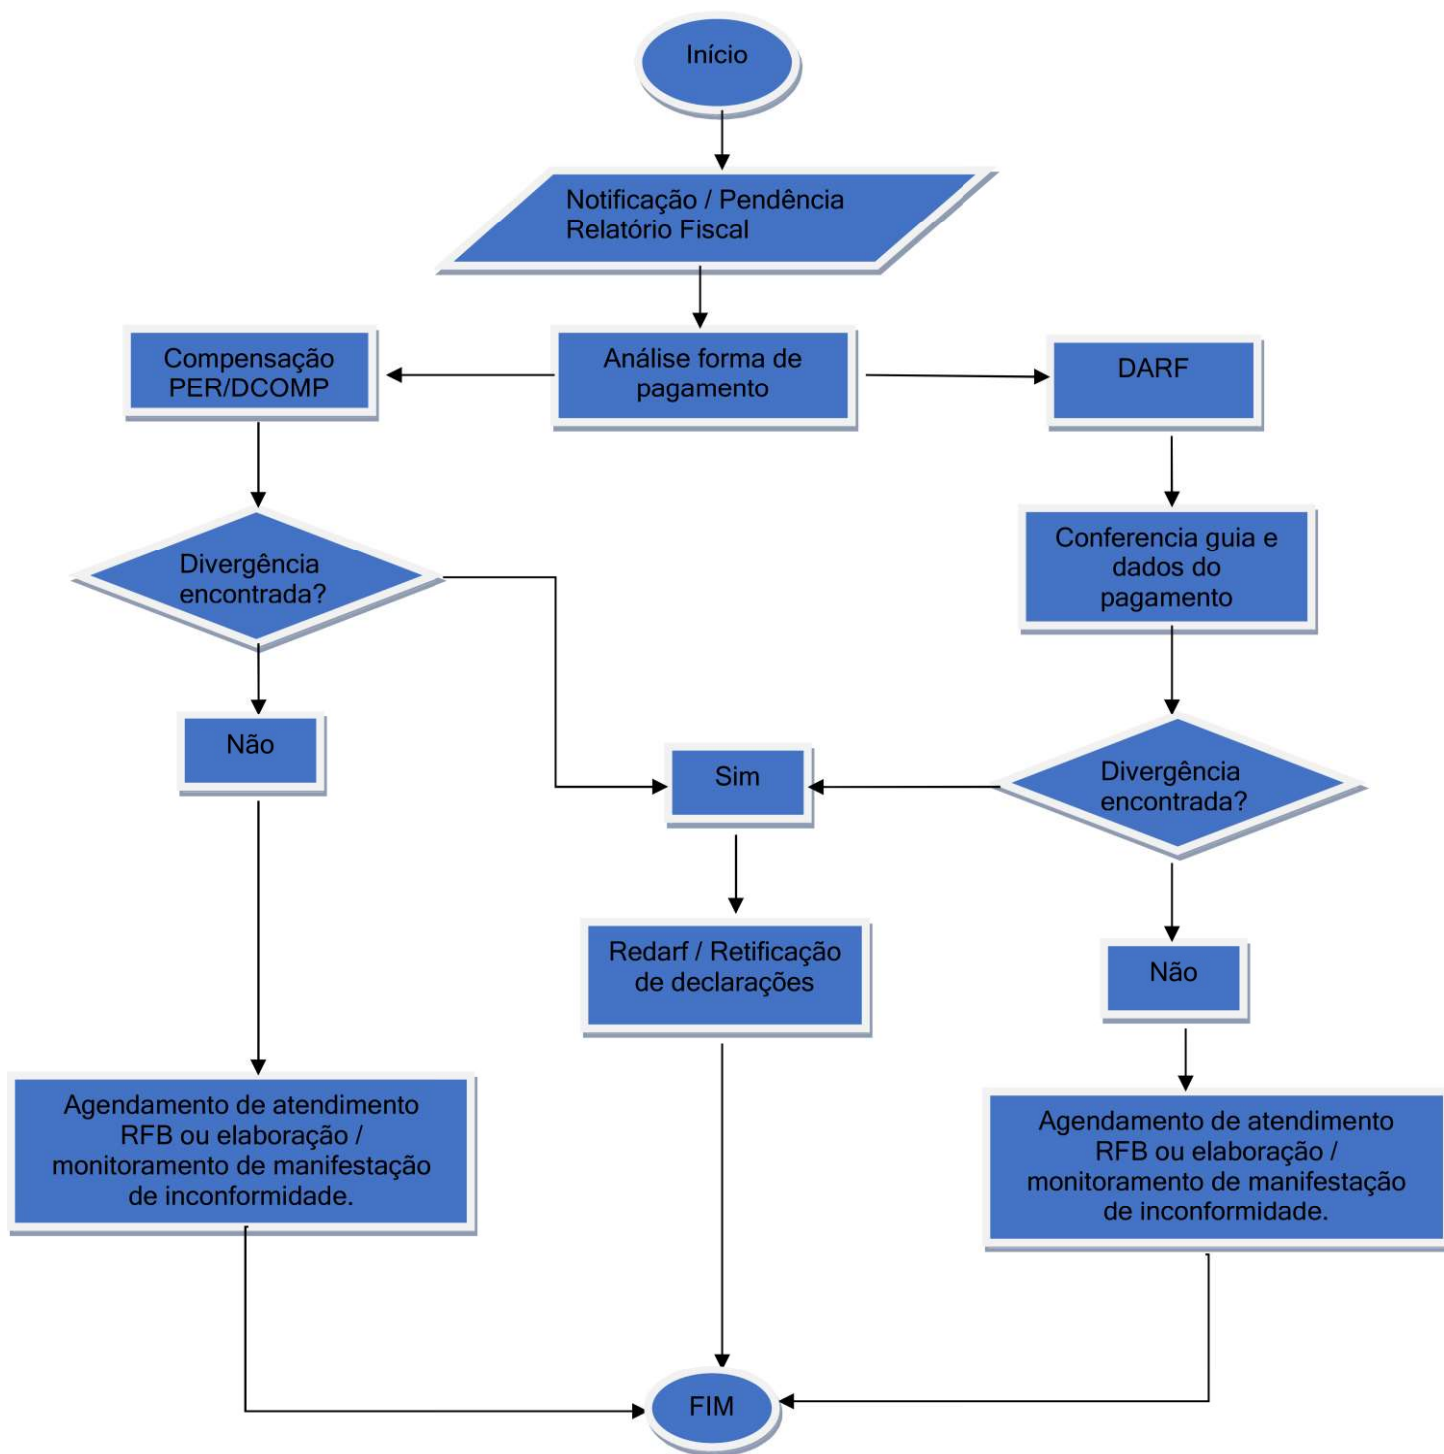 Início
Notificação / Pendência
Relatório Fiscal
Compensação
PER/DCOMP
Análise forma de
pagamento
DARF
Divergência
encontrada?
Conferencia guia e
dados do
pagamento
Não
Sim
Divergência
encontrada?
Redarf / Retificação
de declarações
Não
Agendamento de atendimento
RFB ou elaboração /
monitoramento de manifestação
de inconformidade.
Agendamento de atendimento
RFB ou elaboração /
monitoramento de manifestação
de inconformidade.
FIM